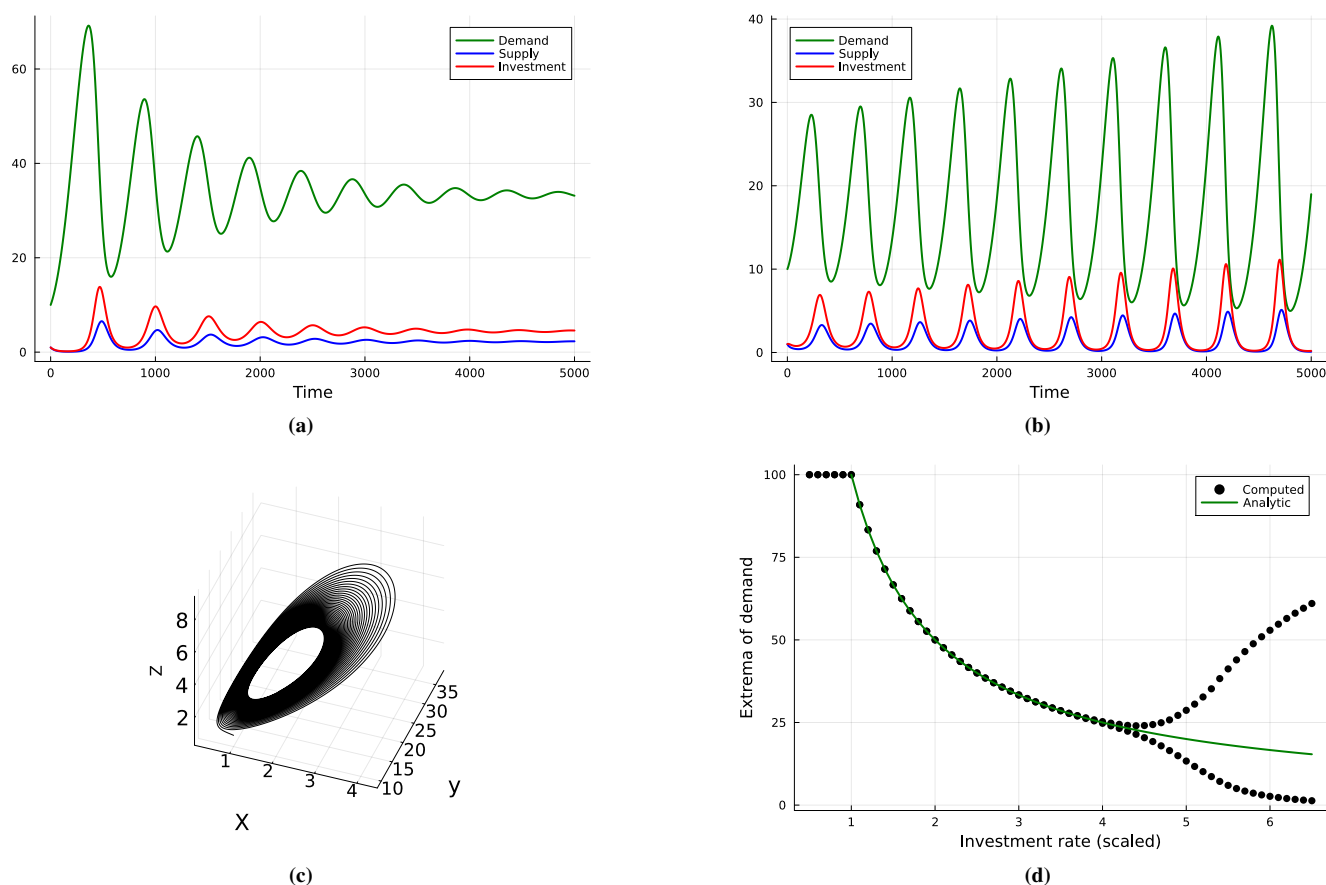 Demand
Supply
Investment
60
40
20
0
0 1000 2000 3000 4000 5000
Time
(a)
40
30
20
10
0
Demand
Supply
Investment
0 1000 2000 3000 4000 5000
Time
(b)
8
6
4
2
z
1 2 3 4
X
10 15 20 25 30 35
y
(c)
100
75
50
25
0
Extrema of demand
Computed
Analytic
1 2 3 4 5 6
Investment rate (scaled)
(d)